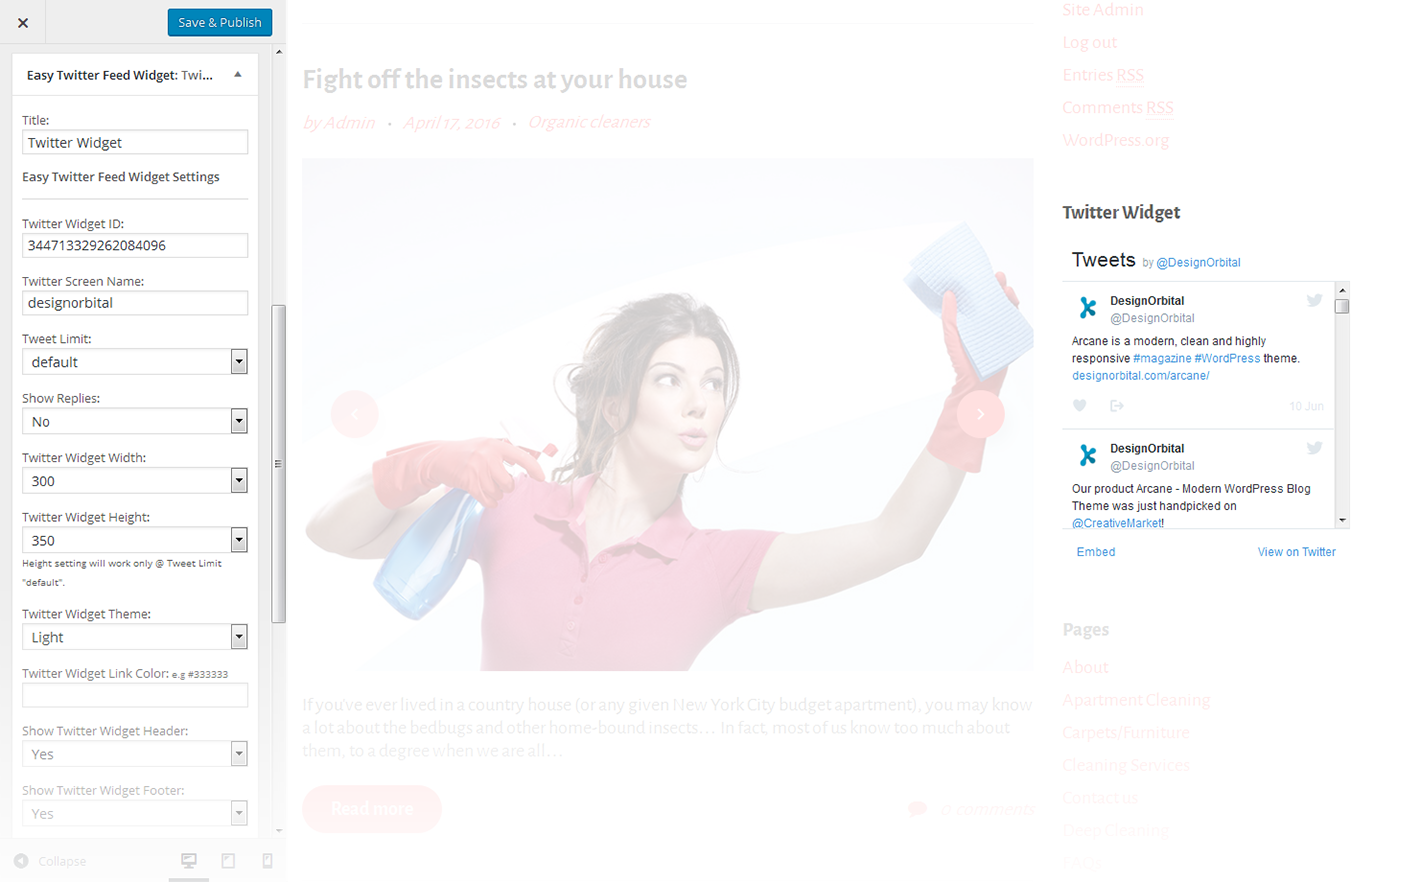 Save & Publish
Easy Twitter Feed Widget: Twi...
Title:
Twitter Widget
Easy Twitter Feed Widget Settings
Twitter Widget ID:
344713329262084096
Twitter Screen Name:
designorbital
Tweet Limit:
default
Show Replies:
No
Twitter Widget Width:
300
Twitter Widget Height:
350
Height setting will work only @ Tweet Limit
"default".
Twitter Widget Theme:
Light
Twitter Widget Link Color: e.g #333333
Show Twitter Widget Header:
Yes
Show Twitter Widget Footer:
Yes
Collapse
Fight off the insects at your house
by Admin • April 17, 2016 • Organic cleaners
If you've ever lived in a country house (or any given New York City budget apartment), you may know
a lot about the bedbugs and other home-bound insects... In fact, most of us know too much about
them, to a degree when we are all...
Read more
0 comments
Site Admin
Log out
Entries RSS
Comments RSS
WordPress.org
Twitter Widget
Tweets by @DesignOrbital
DesignOrbital
@DesignOrbital
Arcane is a modern, clean and highly
responsive #magazine #WordPress theme.
designorbital.com/arcane/
10 Jun
DesignOrbital
@DesignOrbital
Our product Arcane - Modern WordPress Blog
Theme was just handpicked on
@CreativeMarket!
Embed
View on Twitter
Pages
About
Apartment Cleaning
Carpets/Furniture
Cleaning Services
Contact us
Deep Cleaning
FAQs